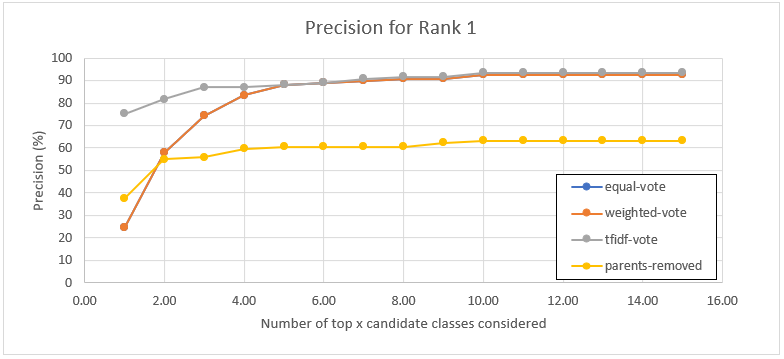 Precision for Rank 1
100
90
80
70
60
50
40
30
20
10
0
Precision (%)
equal-vote
weighted-vote
tfidf-vote
parents-removed
0.00 2.00 4.00 6.00 8.00 10.00 12.00 14.00 16.00
Number of top x candidate classes considered